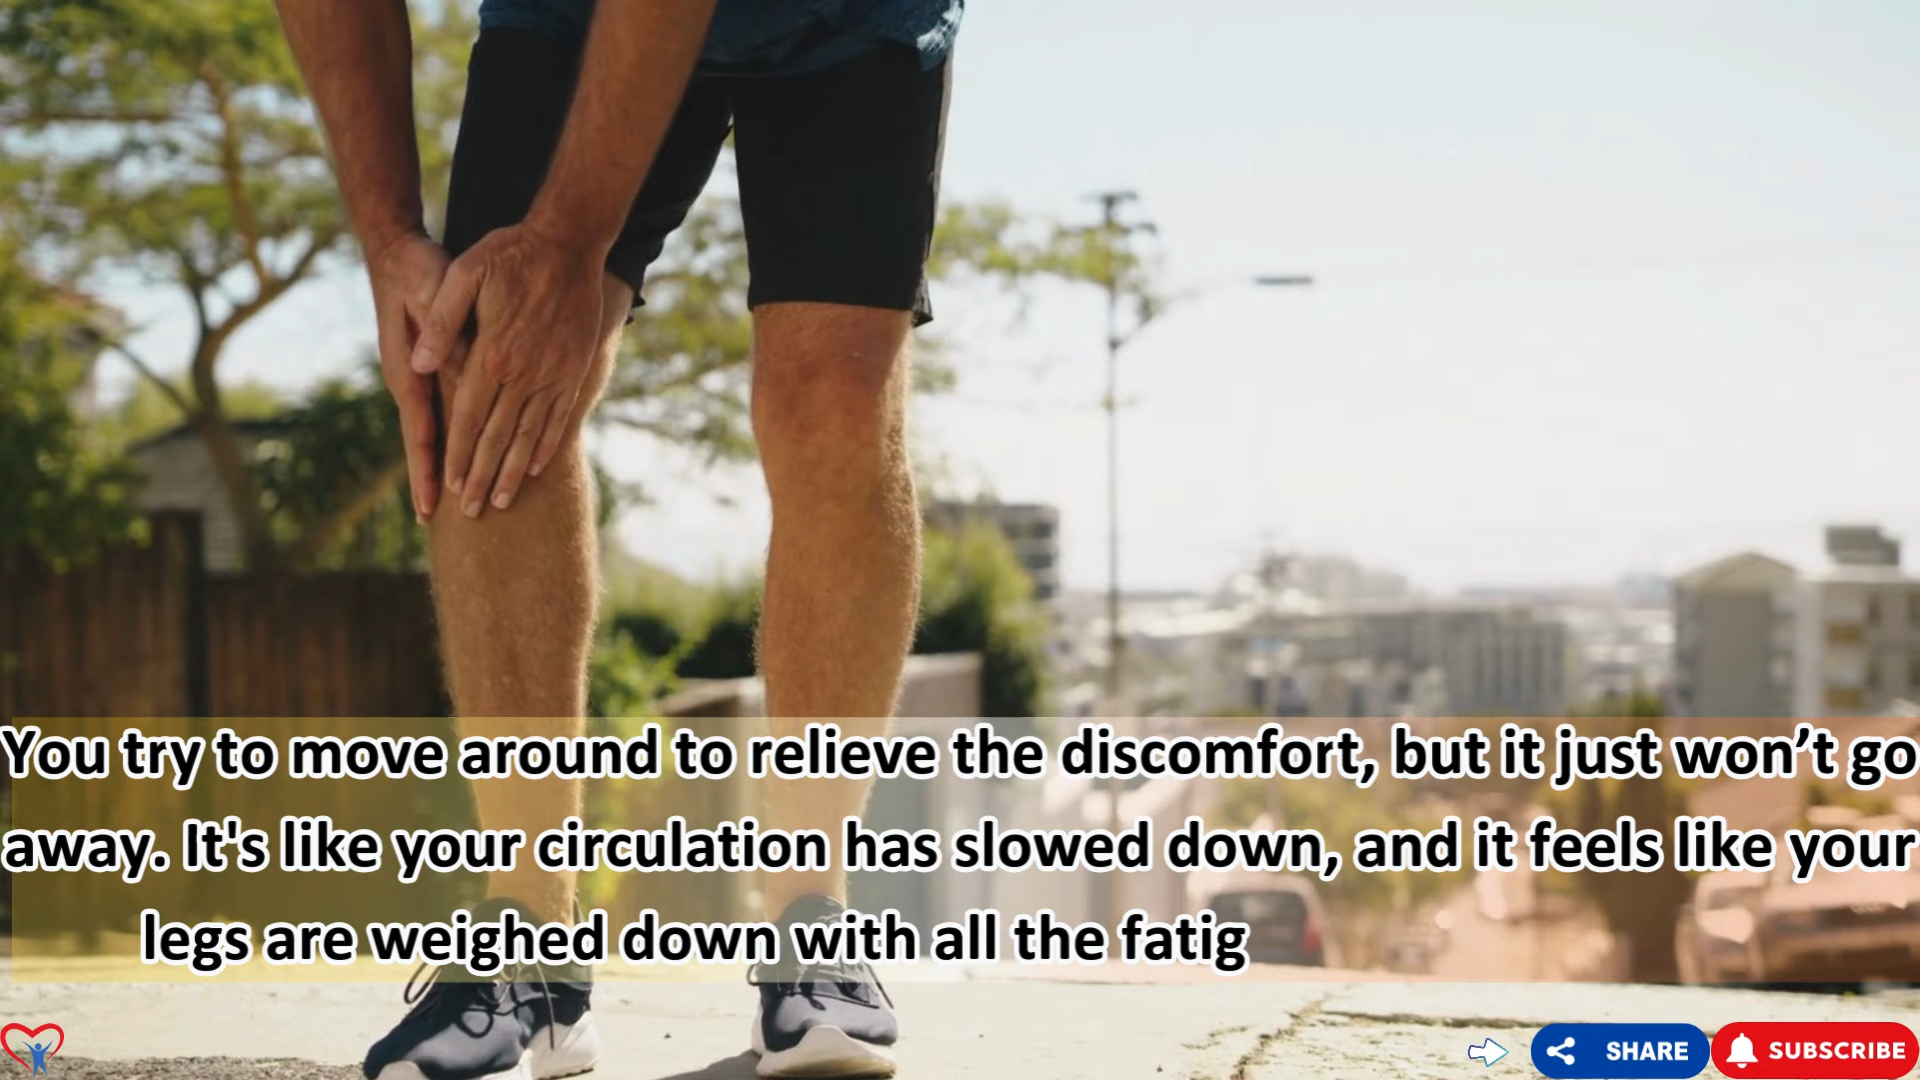 You try to move around to relieve the discomfort, but it just won’t go
away. It's like your circulation has slowed down, and it feels like your
legs are weighed down with all the fatig
SHARE
SUBSCRIBE